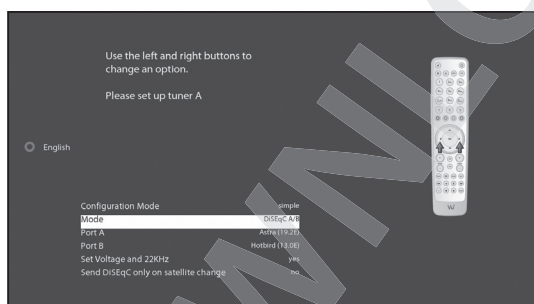 Use the left and right buttons to
change an option.
Please set up tuner A
English
Configuration Mode simple
Mode DiSEqC A/B
Port A Astra (19.2E)
Port B Hotbird (13.0E)
Set Voltage and 22KHz yes
Send DiSEqC only on satellite change no